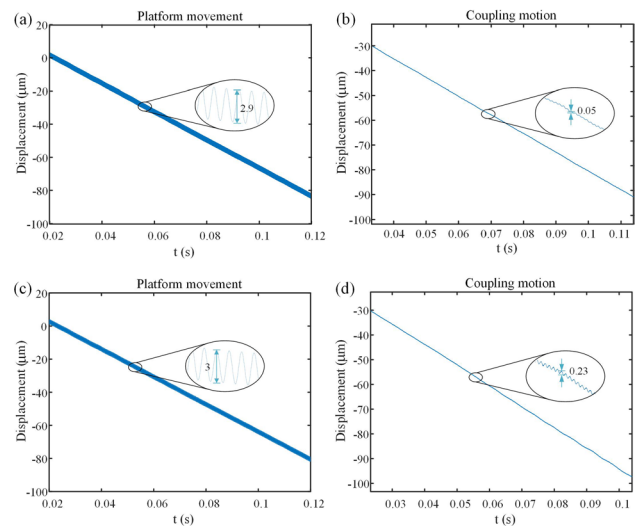 (a)
Platform movement
Displacement (μm)
20
0
-20
-40
-60
-80
-100
2.9
0.02 0.04 0.06 0.08 0.1 0.12
t (s)
(b)
Coupling motion
Displacement (μm)
-30
-40
-50
-60
-70
-80
-90
-100
0.05
0.04 0.05 0.06 0.07 0.08 0.09 0.1 0.11
t (s)
(c)
Platform movement
Displacement (μm)
20
0
-20
-40
-60
-80
-100
3
0.02 0.04 0.06 0.08 0.1 0.12
t (s)
(d)
Coupling motion
Displacement (μm)
-30
-40
-50
-60
-70
-80
-90
-100
0.23
0.03 0.04 0.05 0.06 0.07 0.08 0.09 0.1
t (s)